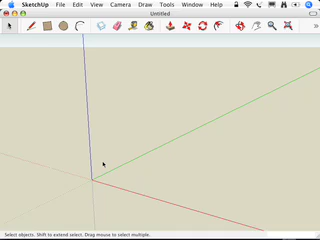 SketchUp File Edit View Camera Draw Tools Window Help
Untitled
Select objects. Shift to extend select. Drag mouse to select multiple.